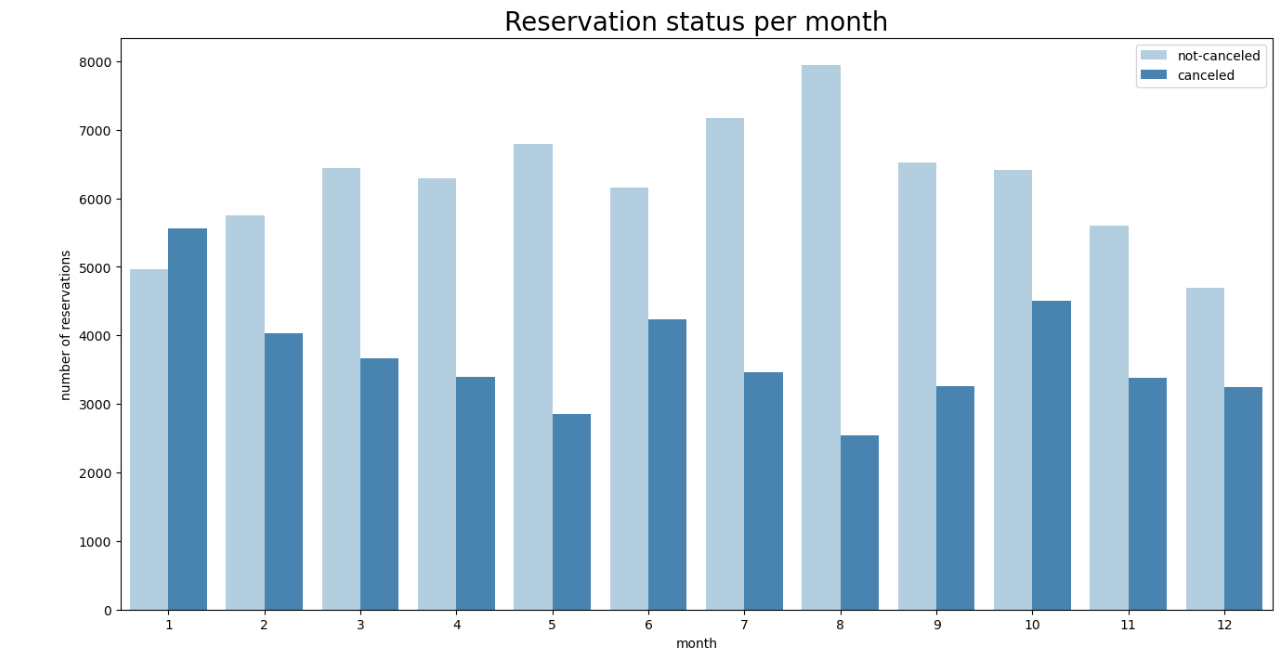 Reservation status per month
not-canceled
canceled
number of reservations
8000
7000
6000
5000
4000
3000
2000
1000
0
1 2 3 4 5 6 7 8 9 10 11 12
month